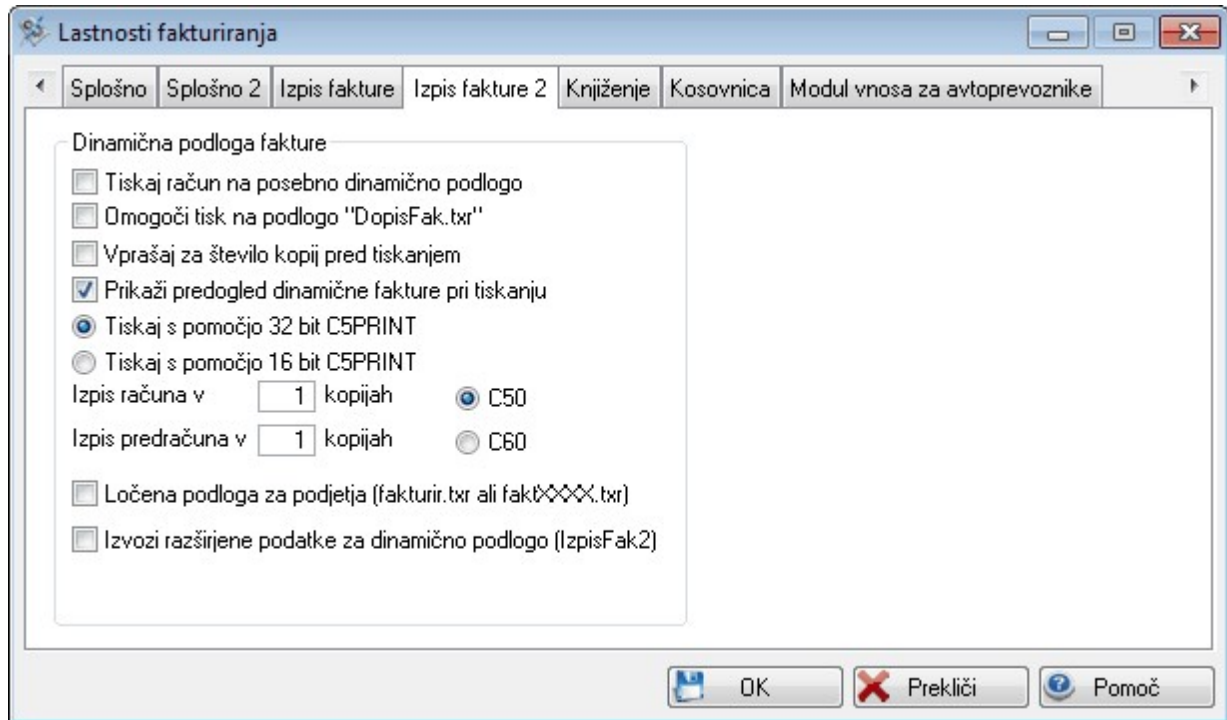 Lastnosti fakturiranja
Splošno Splošno 2 Izpis fakture Izpis fakture 2 Knjiženje Kosovnica Modul vnosa za avtoprevoznike
Dinamična podloga fakture
Tiskaj račun na posebno dinamično podlogo
Omogoči tisk na podlogo "DopisFak.txr"
Vprašaj za število kopij pred tiskanjem
Prikaži predogled dinamične fakture pri tiskanju
Tiskaj s pomočjo 32 bit C5PRINT
Tiskaj s pomočjo 16 bit C5PRINT
Izpis računa v 1 kopijah C50
Izpis predračuna v 1 kopijah C60
Ločena podloga za podjetja (fakturir.txr ali faktXXXX.txr)
Izvozi razširjene podatke za dinamično podlogo (IzpisFak2)
OK Prekliči Pomoč